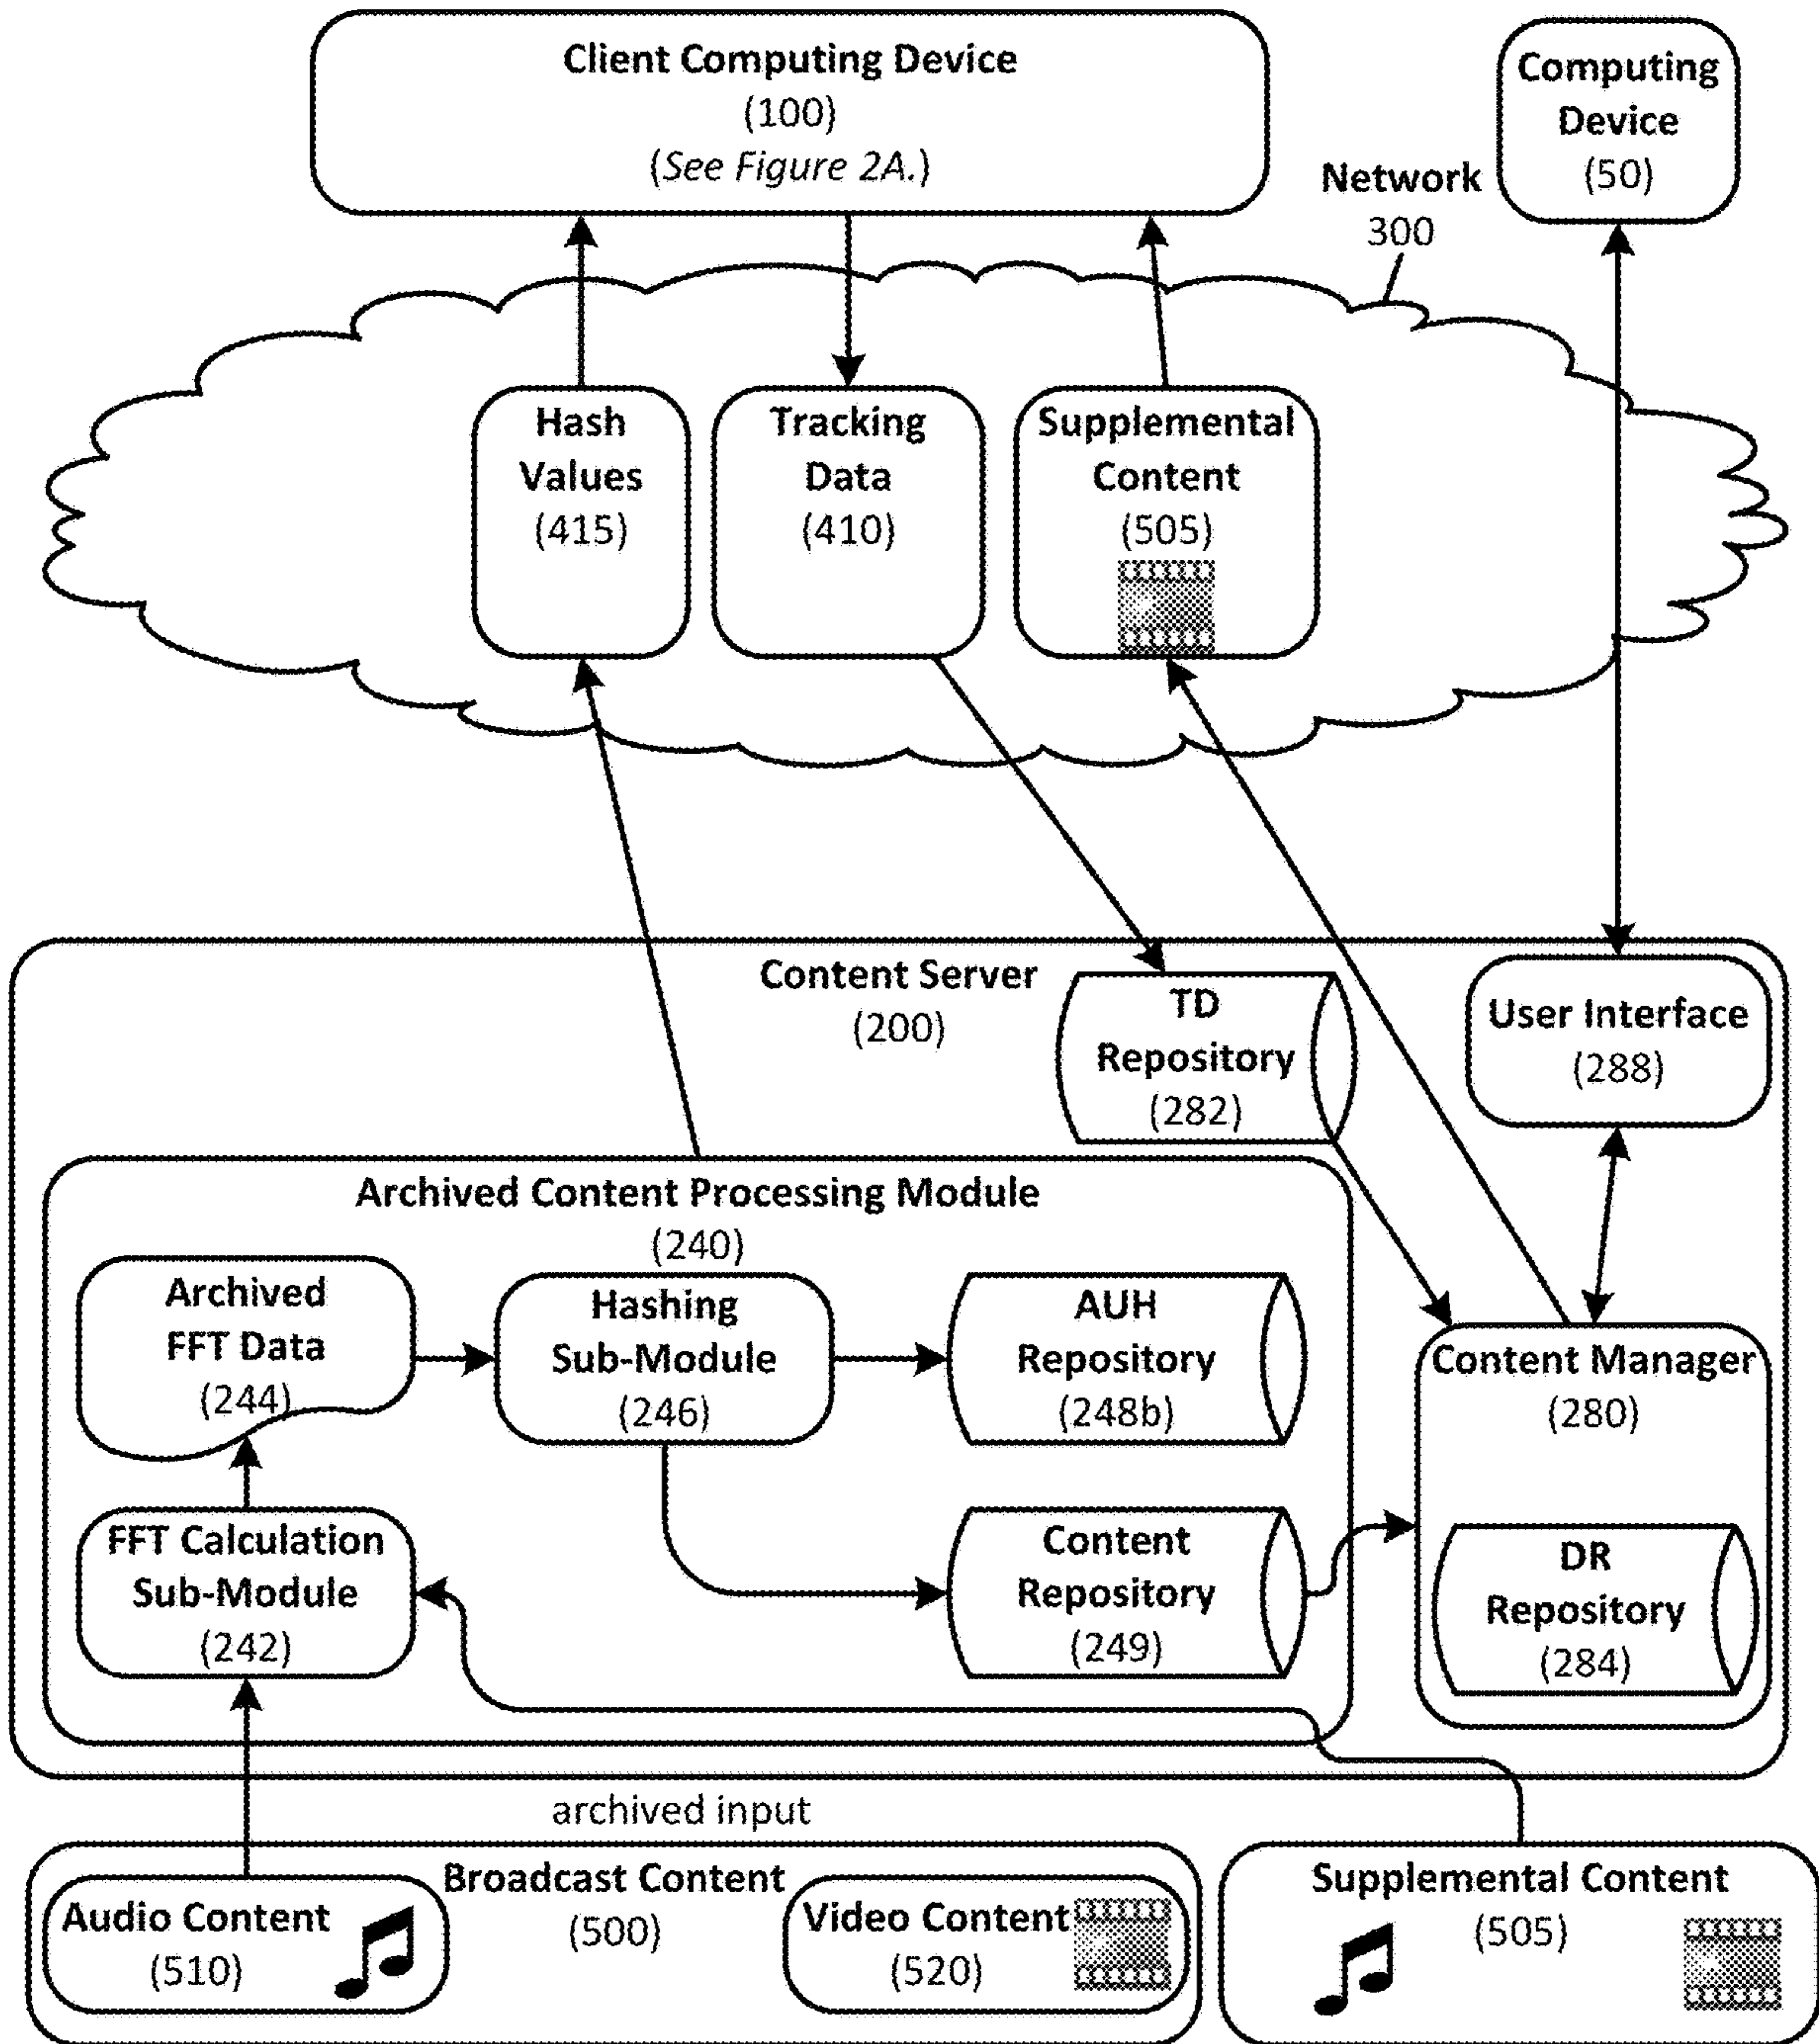 Client Computing Device
(100)
(See Figure 2A.)
Computing
Device
(50)
Network
300
Hash
Values
(415)
Tracking
Data
(410)
Supplemental
Content
(505)
Content Server
(200)
TD
Repository
(282)
User Interface
(288)
Archived Content Processing Module
(240)
Archived
FFT Data
(244)
Hashing
Sub-Module
(246)
AUH
Repository
(248b)
Content Manager
(280)
FFT Calculation
Sub-Module
(242)
Content
Repository
(249)
DR
Repository
(284)
archived input
Broadcast Content
(500)
Audio Content
(510)
Video Content
(520)
Supplemental Content
(505)